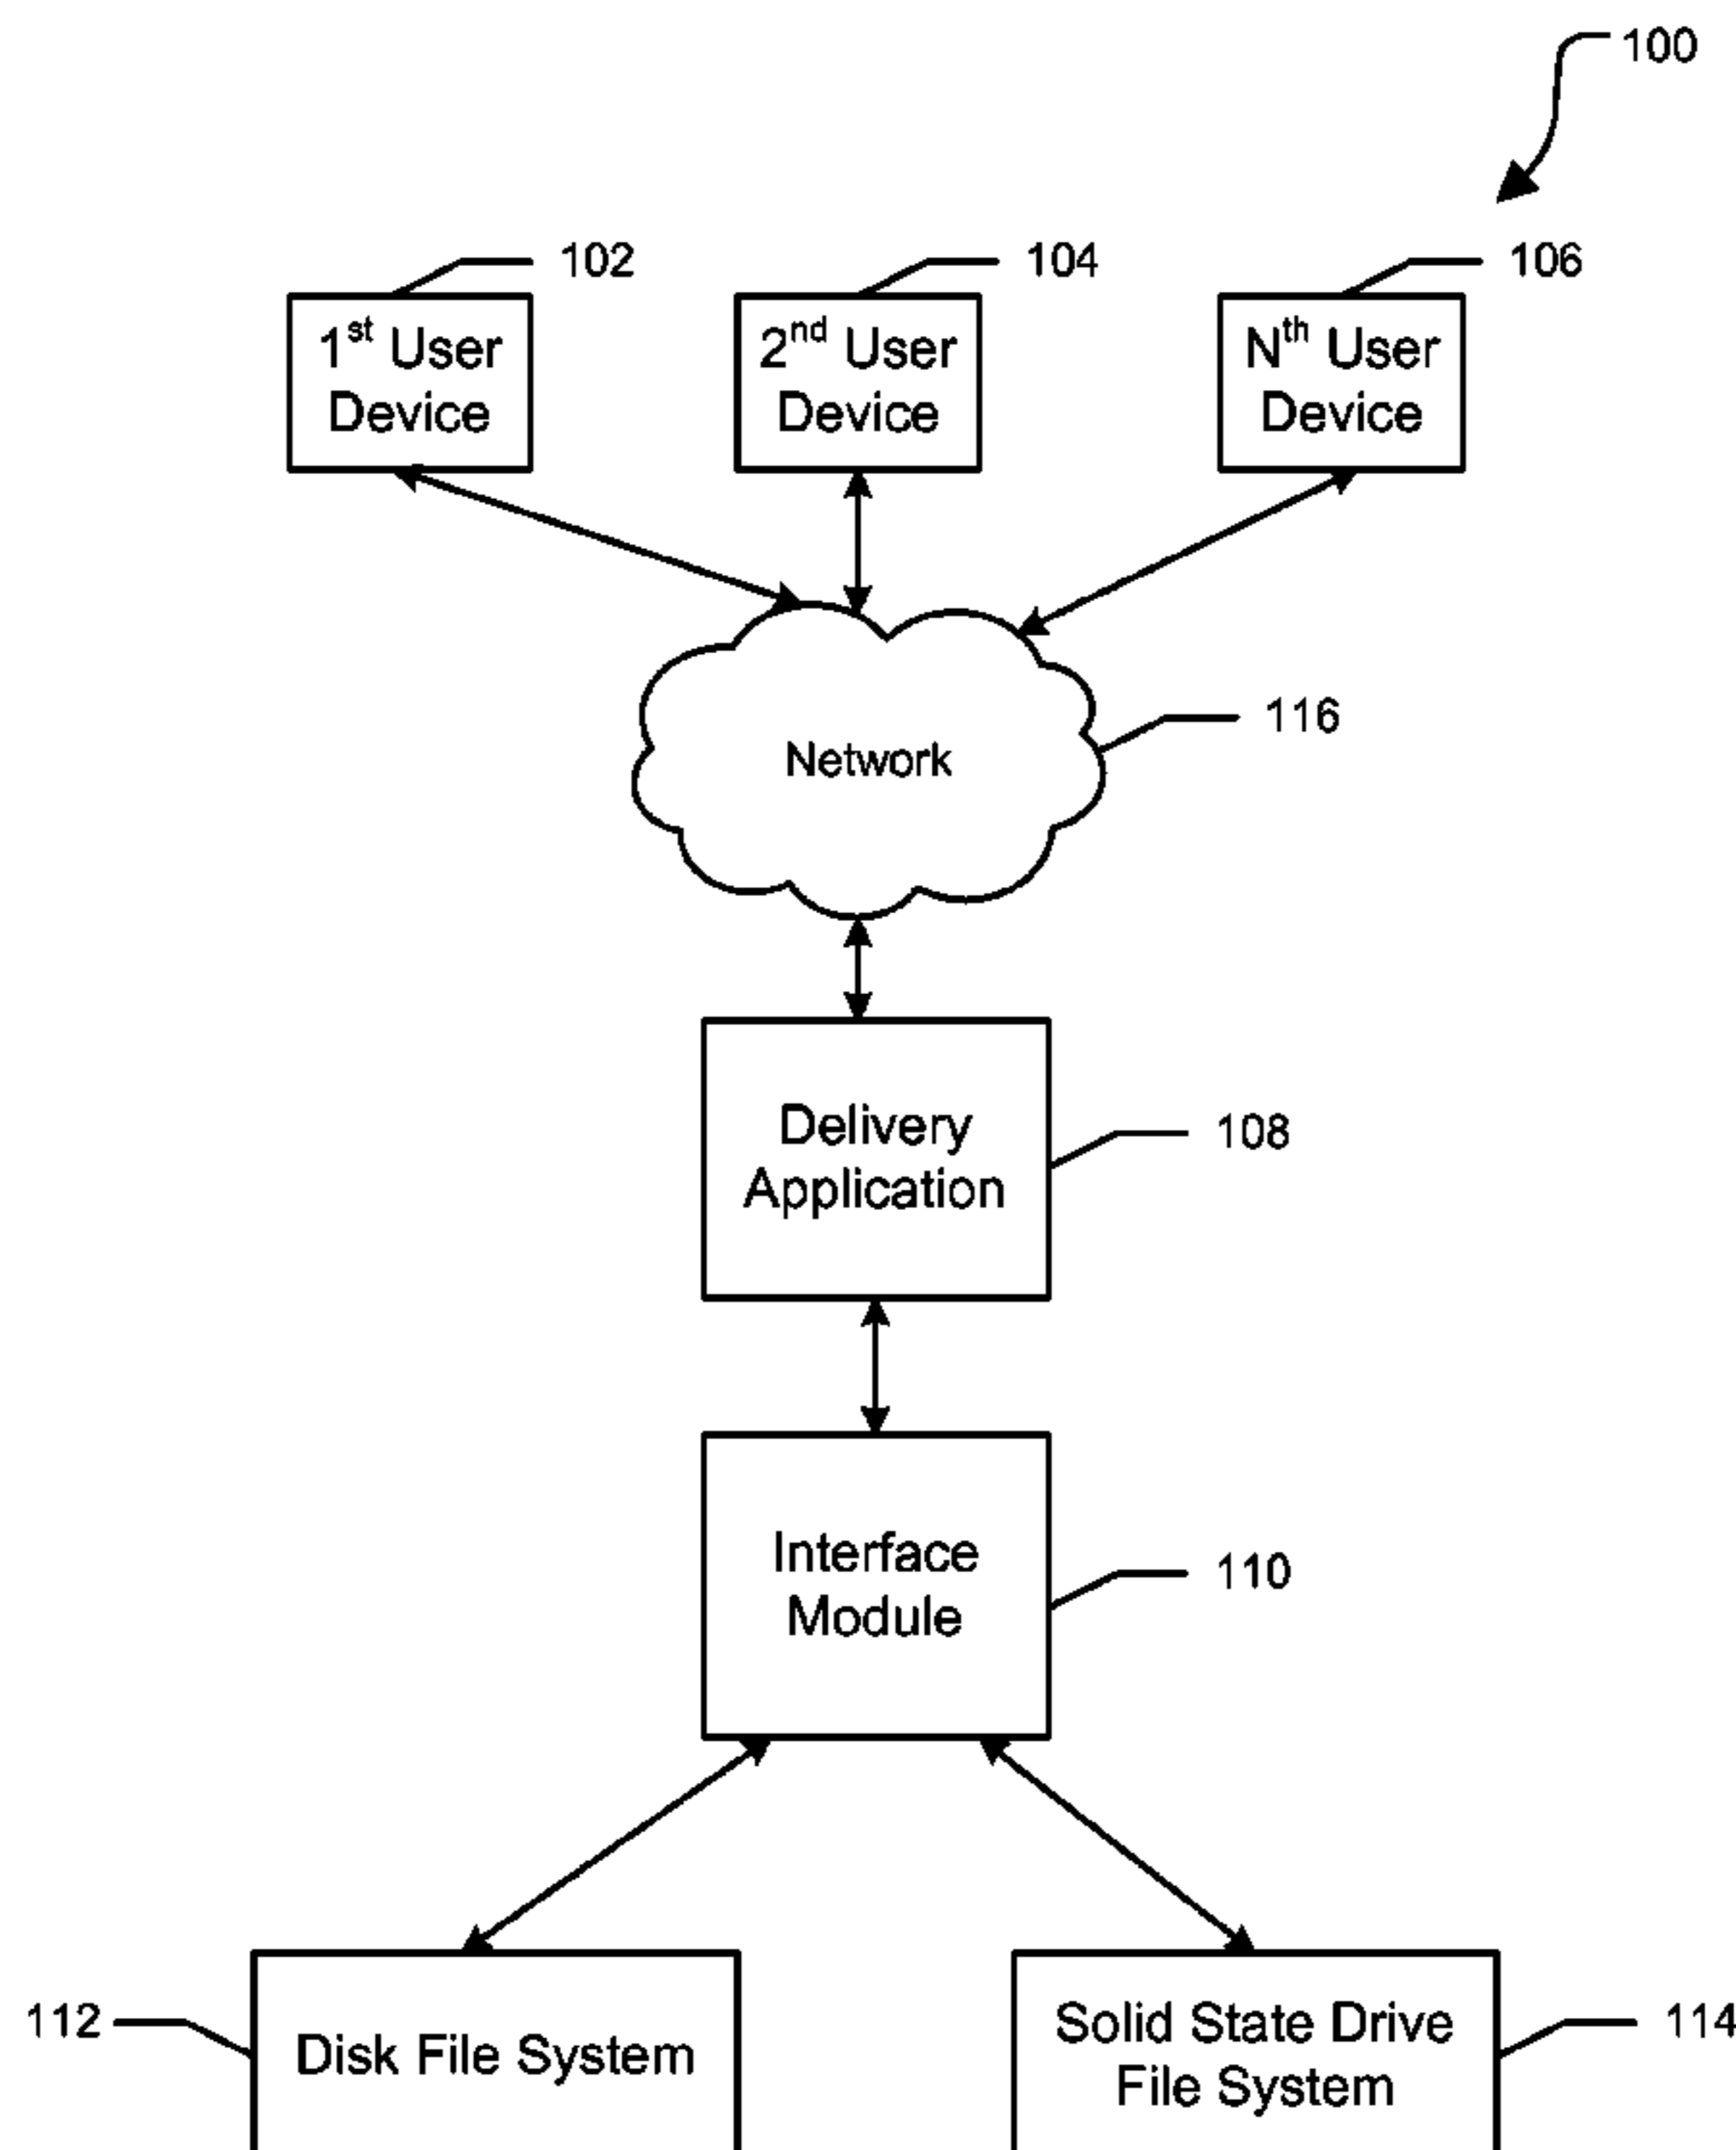 100
102
104
106
1st User
Device
2nd User
Device
Nth User
Device
116
Network
Delivery
Application
108
Interface
Module
110
112
Disk File System
Solid State Drive
File System
114